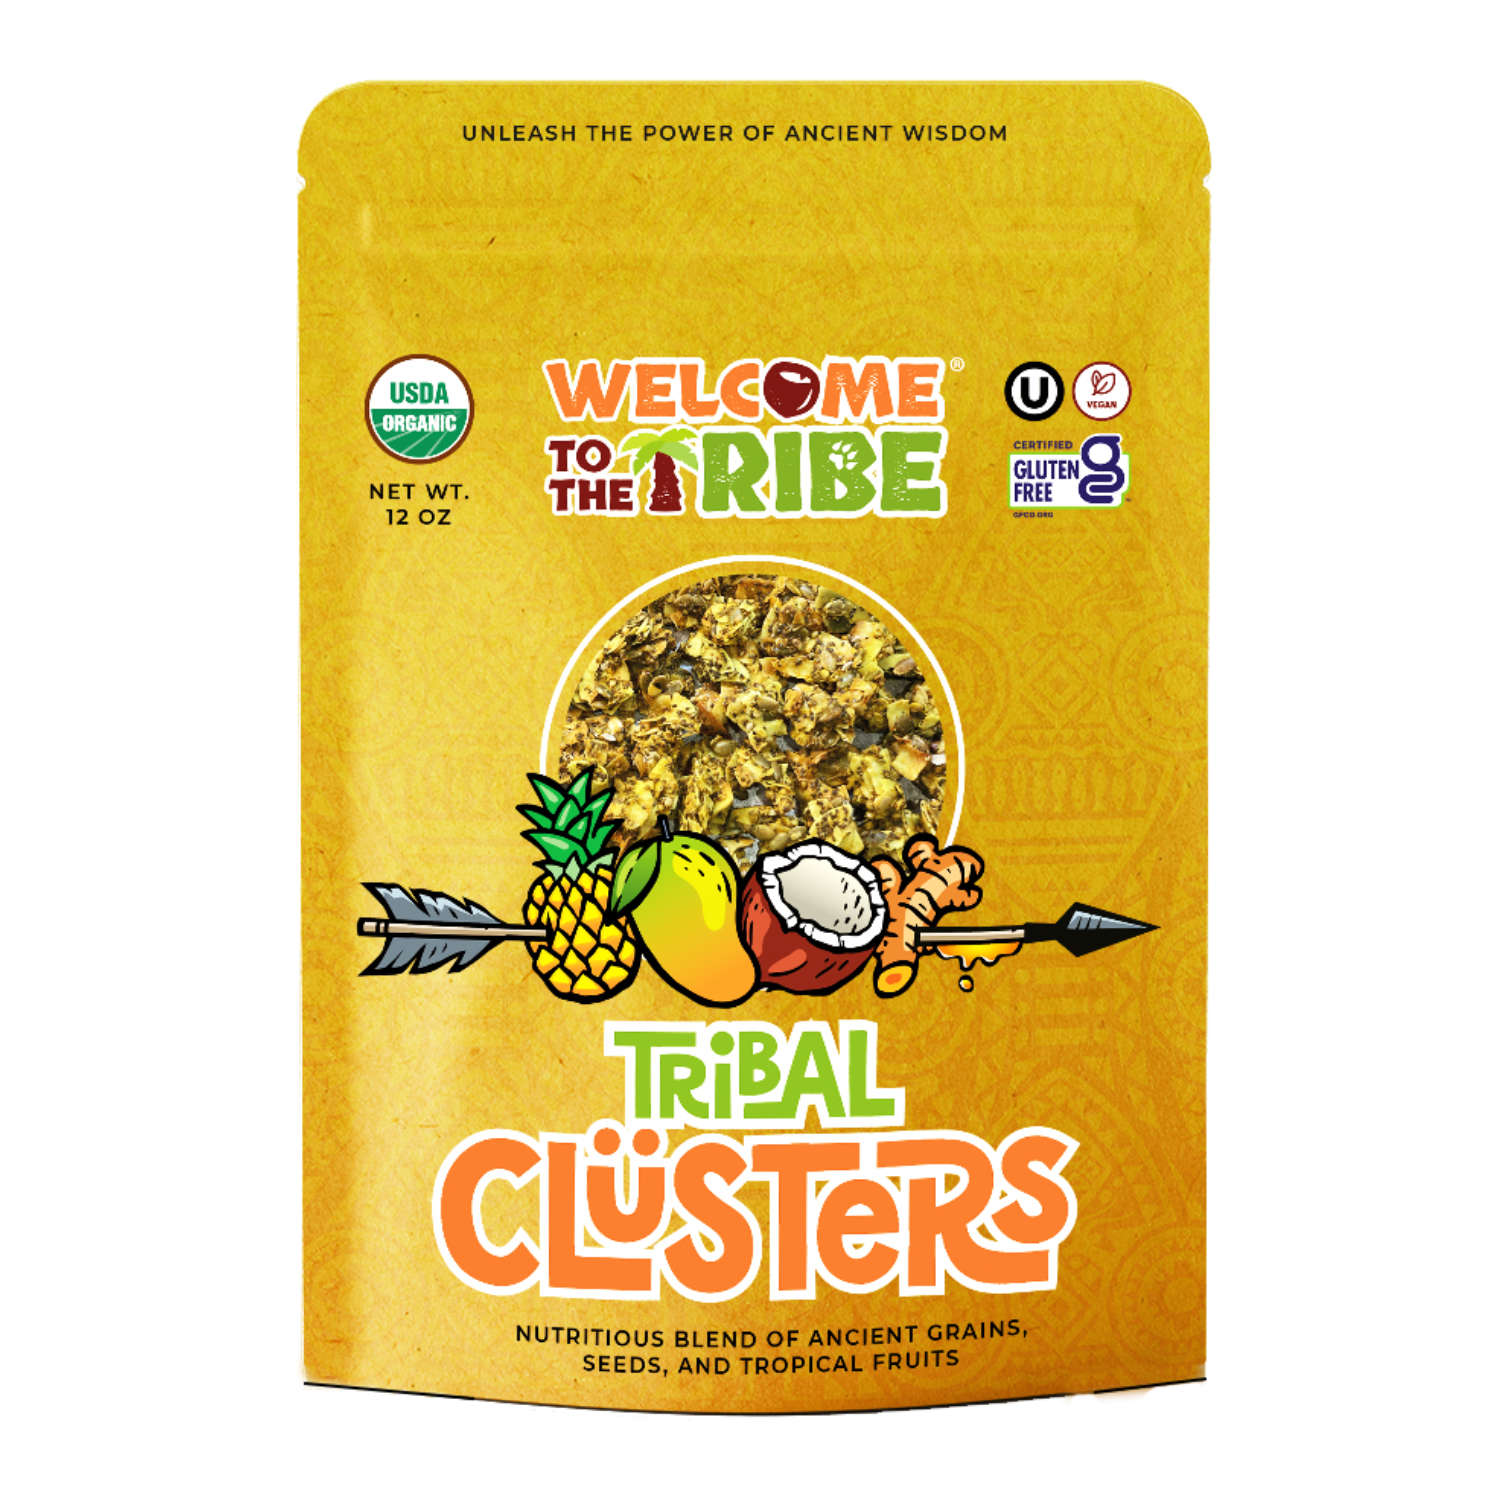 UNLEASH THE POWER OF ANCIENT WISDOM
USDA
ORGANIC
NET WT.
12 OZ
WELCOME®
TO THE TRIBE
U
VEGAN
CERTIFIED
GLUTEN
FREE
GFCO.ORG
TRiBAL
CLÜSTeRS
NUTRITIOUS BLEND OF ANCIENT GRAINS,
SEEDS, AND TROPICAL FRUITS